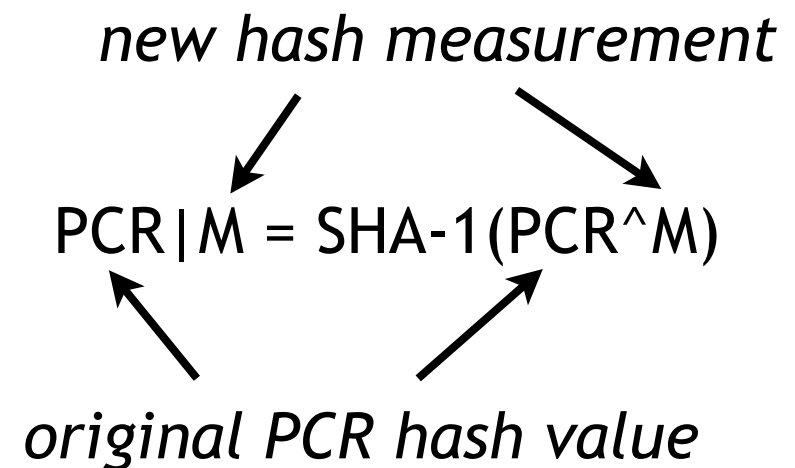 new hash measurement
PCR|M = SHA-1(PCR^M)
original PCR hash value